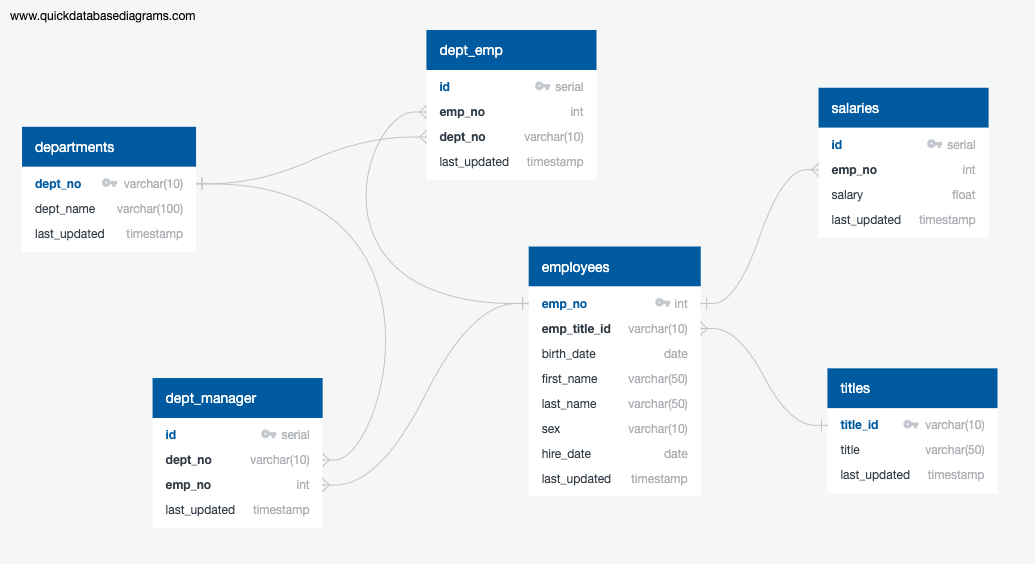 www.quickdatabasediagrams.com
dept_emp
id serial
emp_no int
dept_no varchar(10)
last_updated timestamp
salaries
id serial
emp_no int
salary float
last_updated timestamp
departments
dept_no varchar(10)
dept_name varchar(100)
last_updated timestamp
employees
emp_no int
emp_title_id varchar(10)
birth_date date
first_name varchar(50)
last_name varchar(50)
sex varchar(10)
hire_date date
last_updated timestamp
dept_manager
id serial
dept_no varchar(10)
emp_no int
last_updated timestamp
titles
title_id varchar(10)
title varchar(50)
last_updated timestamp